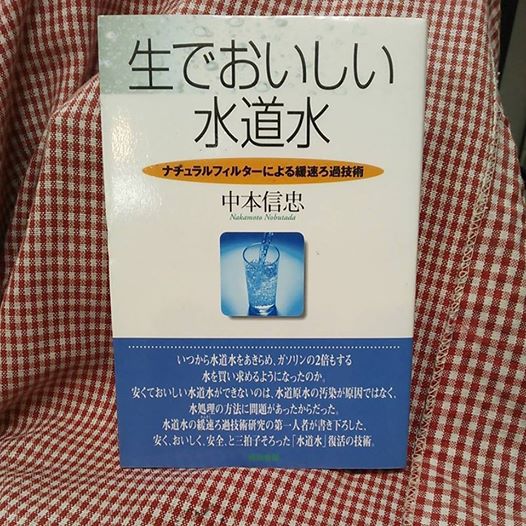 生でおいしい
水道水
ナチュラルフィルターによる緩速ろ過技術
中本信忠
Nakamoto Nobutada
いつから水道水をあきらめ、ガソリンの2倍もする
水を買い求めるようになったのか。
安くておいしい水道水ができないのは、水道原水の汚染が原因ではなく、
水処理の方法に問題があったからだった。
水道水の緩速ろ過技術研究の第一人者が書き下ろした、
安く、おいしく、安全、と三拍子そろった「水道水」復活の技術。